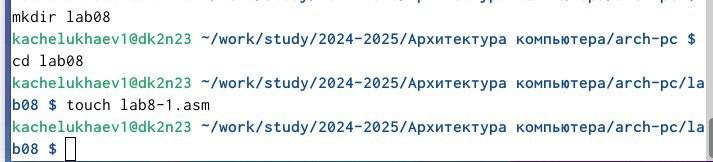 mkdir lab08
kachelukhaev1@dk2n23 ~/work/study/2024-2025/Архитектура компьютера/arch-pc $
cd lab08
kachelukhaev1@dk2n23 ~/work/study/2024-2025/Архитектура компьютера/arch-pc/la
b08 $ touch lab8-1.asm
kachelukhaev1@dk2n23 ~/work/study/2024-2025/Архитектура компьютера/arch-pc/la
b08 $